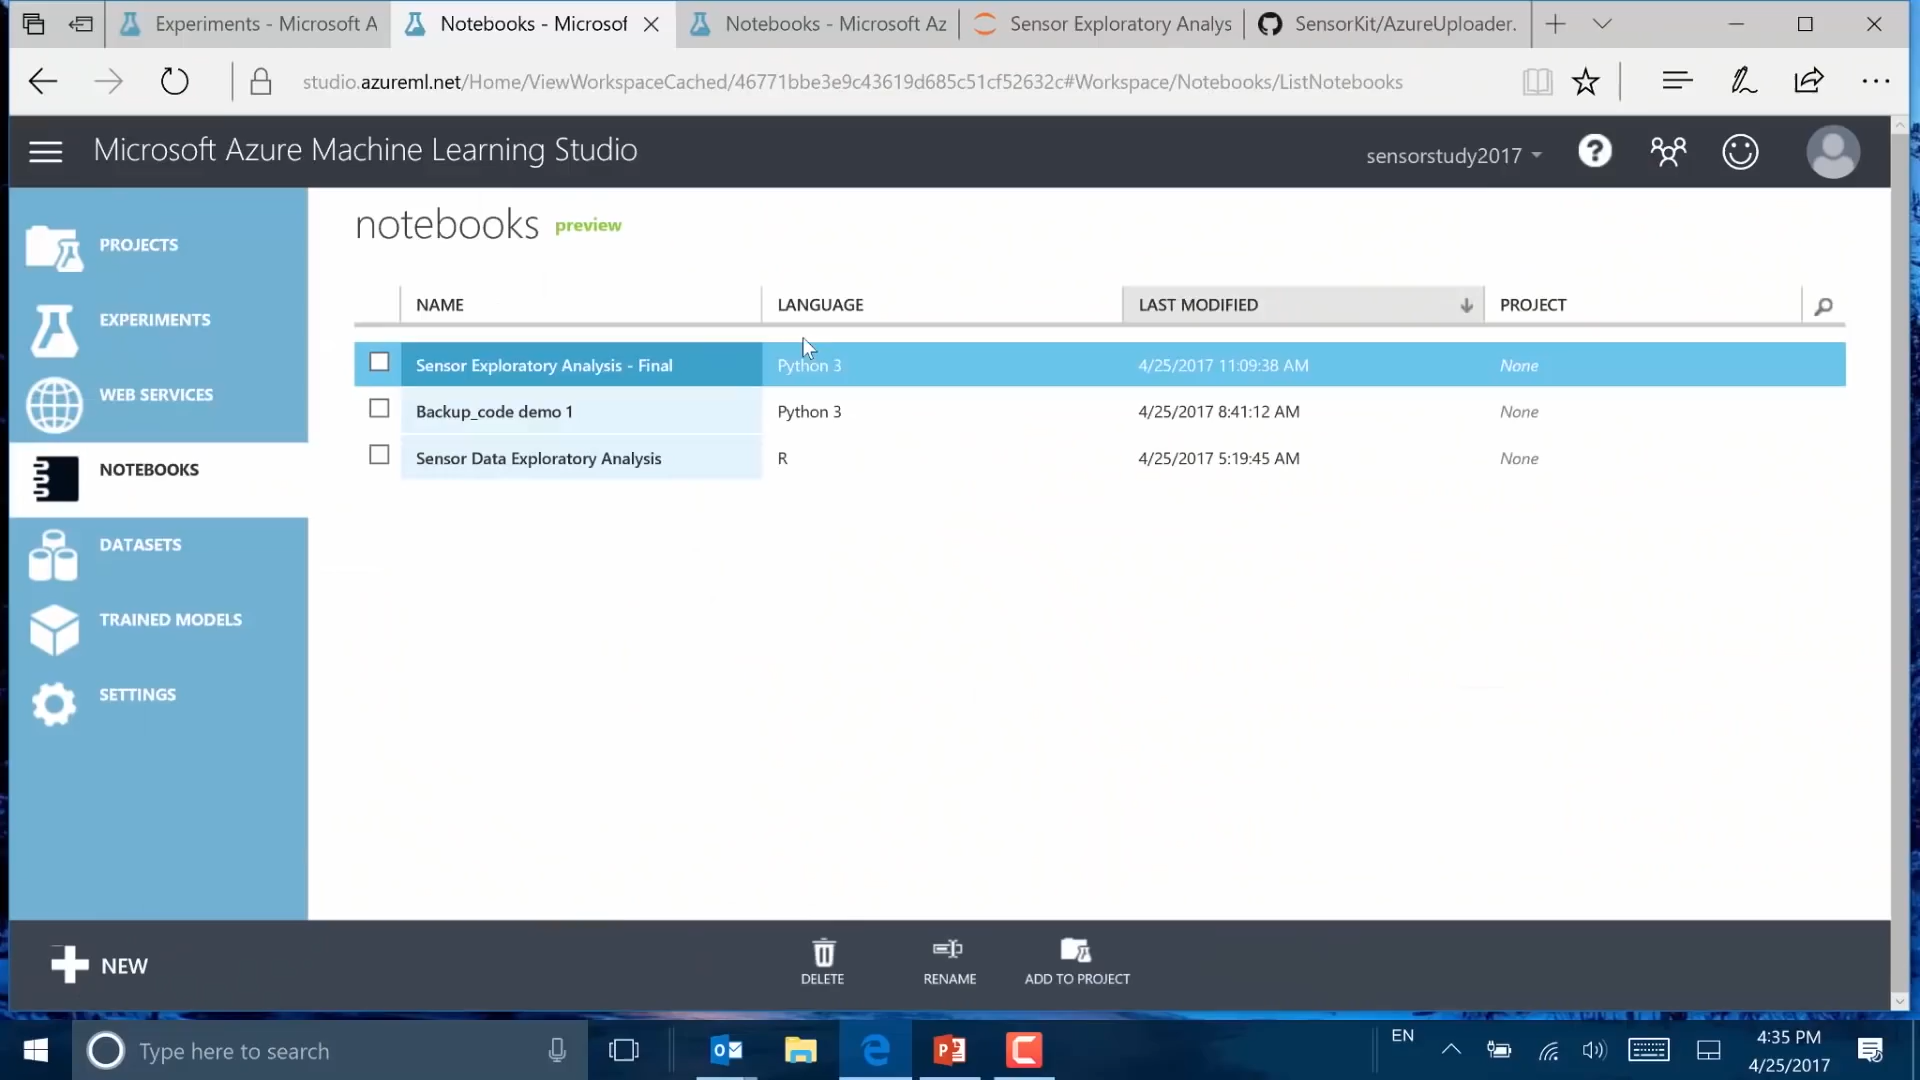 Experiments - Microsoft A
Notebooks - Microsof
Notebooks - Microsoft Az
Sensor Exploratory Analys
SensorKit/AzureUploader.
studio.azureml.net/Home/ViewWorkspaceCached/46771bbe3e9c43619d685c51cf52632c#Workspace/Notebooks/ListNotebooks
Microsoft Azure Machine Learning Studio
sensorstudy2017
?
PROJECTS
EXPERIMENTS
WEB SERVICES
NOTEBOOKS
DATASETS
TRAINED MODELS
SETTINGS
notebooks preview
NAME LANGUAGE LAST MODIFIED PROJECT
Sensor Exploratory Analysis - Final Python 3 4/25/2017 11:09:38 AM None
Backup_code demo 1 Python 3 4/25/2017 8:41:12 AM None
Sensor Data Exploratory Analysis R 4/25/2017 5:19:45 AM None
NEW
DELETE
RENAME
ADD TO PROJECT
Type here to search
EN
4:35 PM
4/25/2017